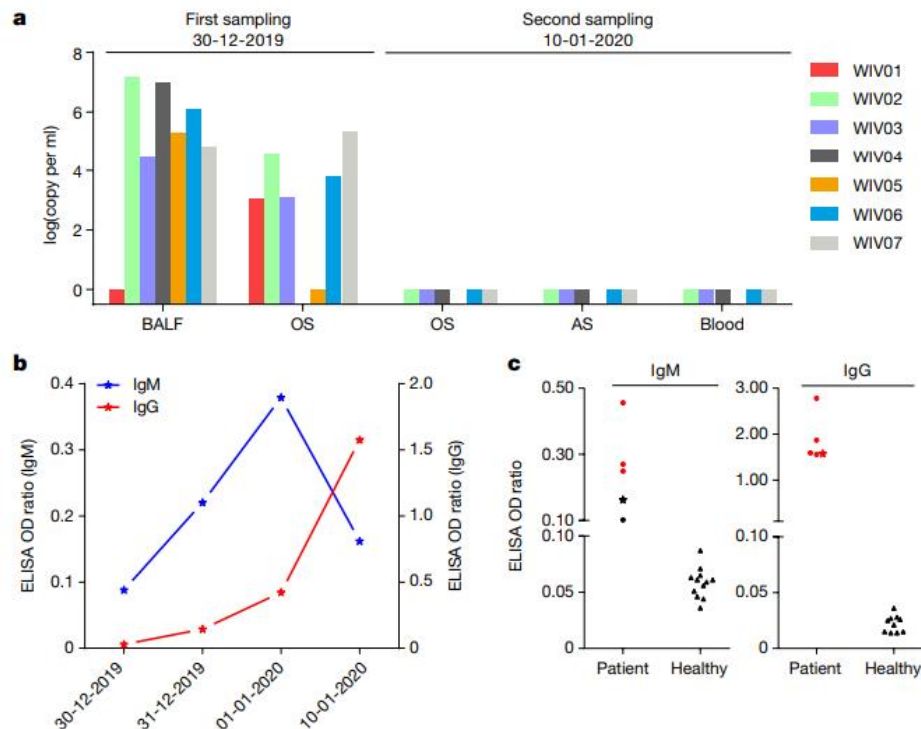 a
First sampling
30-12-2019
Second sampling
10-01-2020
log(copy per ml)
8
6
4
2
0
BALF
OS
OS
AS
Blood
WIV01
WIV02
WIV03
WIV04
WIV05
WIV06
WIV07
b
IgM
IgG
ELISA OD ratio (IgM)
0.4
0.3
0.2
0.1
0
ELISA OD ratio (IgG)
2.0
1.5
1.0
0.5
0
30-12-2019
31-12-2019
01-01-2020
10-01-2020
c
IgM
ELISA OD ratio
0.50
0.30
0.10
0.10
0.05
0
Patient
Healthy
IgG
3.00
2.00
1.00
0.10
0.05
0
Patient
Healthy